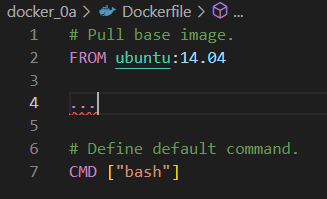 docker_0a > Dockerfile > ...
1 # Pull base image.
2 FROM ubuntu:14.04
3
4 ...
5
6 # Define default command.
7 CMD ["bash"]